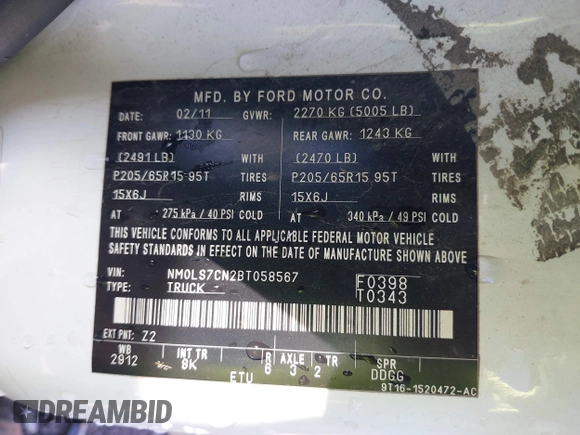 MFD. BY FORD MOTOR CO.
DATE: 02/11 GVWR: 2270 KG (5005 LB)
FRONT GAWR: 1130 KG REAR GAWR: 1243 KG
(2491 LB) WITH (2470 LB) WITH
P205/65R15 95T TIRES P205/65R15 95T TIRES
15X6J RIMS 15X6J RIMS
AT 275 kPa / 40 PSI COLD AT 340 kPa / 49 PSI COLD
THIS VEHICLE CONFORMS TO ALL APPLICABLE FEDERAL MOTOR VEHICLE
SAFETY STANDARDS IN EFFECT ON THE DATE OF MANUFACTURE SHOWN ABOVE
VIN: NM0LS7CN2BT058567 F0398
TYPE: TRUCK T0343
EXT PNT: Z2
WB INT TR R AXLE TR SPR
2912 9K 6 3 2 DDGG
ETU 9T16-1520472-AC
DREAMBID